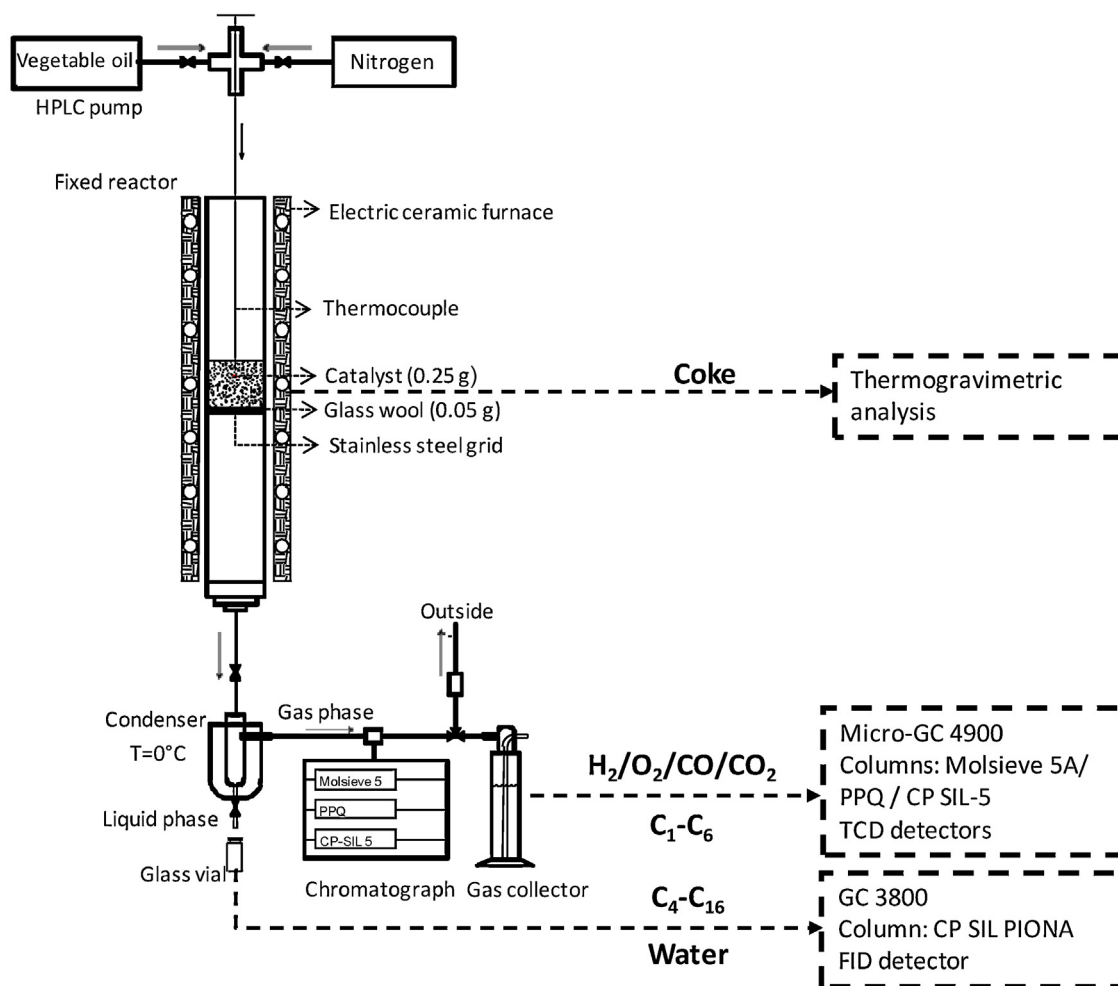 Vegetable oil
Nitrogen
HPLC pump
Fixed reactor
Electric ceramic furnace
Thermocouple
Catalyst (0.25 g)
Coke
Thermogravimetric
analysis
Glass wool (0.05 g)
Stainless steel grid
Outside
Condenser
T=0°C
Gas phase
Molsieve 5
PPQ
CP-SIL 5
Liquid phase
Glass vial
Chromatograph
Gas collector
H₂/O₂/CO/CO₂
C₁-C₆
Micro-GC 4900
Columns: Molsieve 5A/
PPQ / CP SIL-5
TCD detectors
C₄-C₁₆
Water
GC 3800
Column: CP SIL PIONA
FID detector